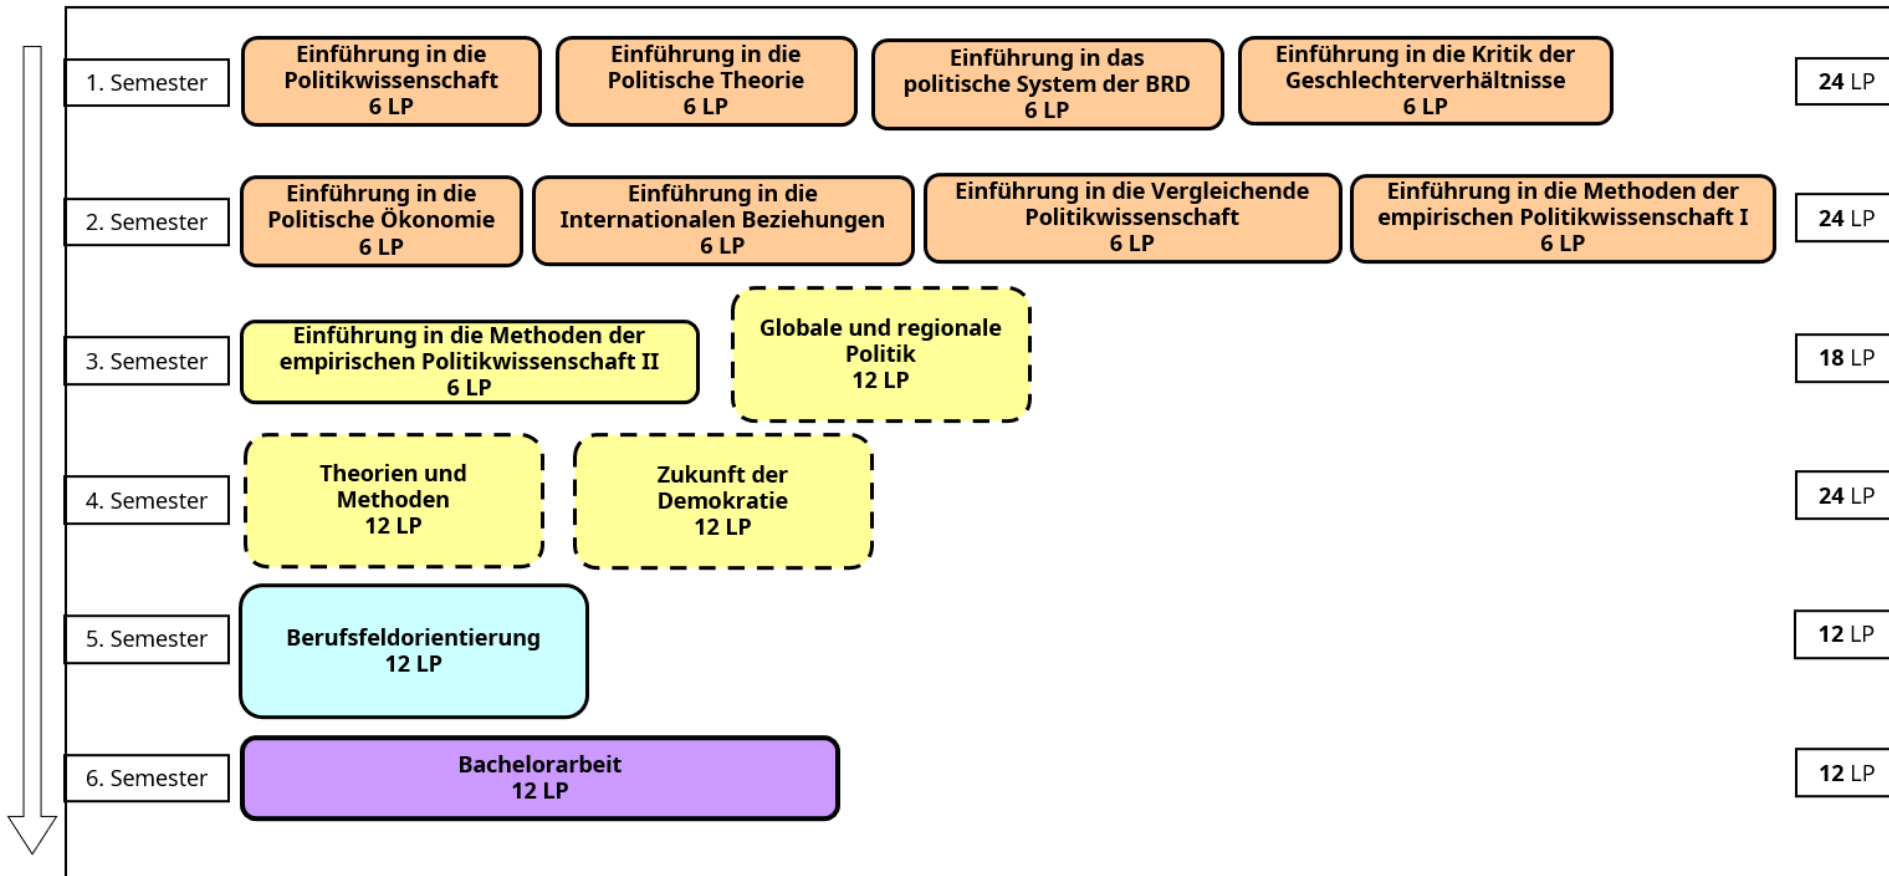 1. Semester
Einführung in die
Politikwissenschaft
6 LP
Einführung in die
Politische Theorie
6 LP
Einführung in das
politische System der BRD
6 LP
Einführung in die Kritik der
Geschlechterverhältnisse
6 LP
24 LP
2. Semester
Einführung in die
Politische Ökonomie
6 LP
Einführung in die
Internationalen Beziehungen
6 LP
Einführung in die Vergleichende
Politikwissenschaft
6 LP
Einführung in die Methoden der
empirischen Politikwissenschaft I
6 LP
24 LP
3. Semester
Einführung in die Methoden der
empirischen Politikwissenschaft II
6 LP
Globale und regionale
Politik
12 LP
18 LP
4. Semester
Theorien und
Methoden
12 LP
Zukunft der
Demokratie
12 LP
24 LP
5. Semester
Berufsfeldorientierung
12 LP
12 LP
6. Semester
Bachelorarbeit
12 LP
12 LP